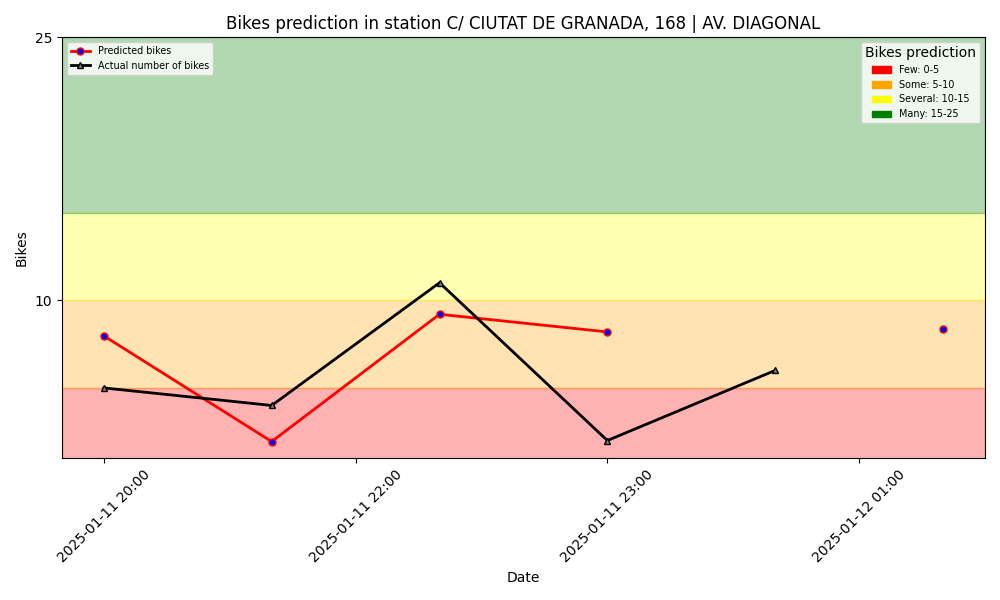 Bikes prediction in station C/ CIUTAT DE GRANADA, 168 | AV. DIAGONAL
Predicted bikes
Actual number of bikes
Bikes prediction
Few: 0-5
Some: 5-10
Several: 10-15
Many: 15-25
25
10
Bikes
2025-01-11 20:00
2025-01-11 22:00
2025-01-11 23:00
2025-01-12 01:00
Date